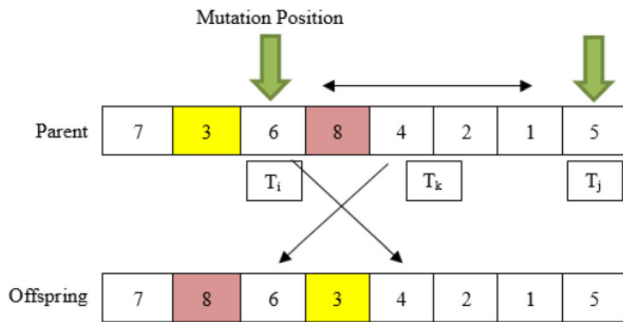 Mutation Position
Parent 7 3 6 8 4 2 1 5
Ti Tk Tj
Offspring 7 8 6 3 4 2 1 5